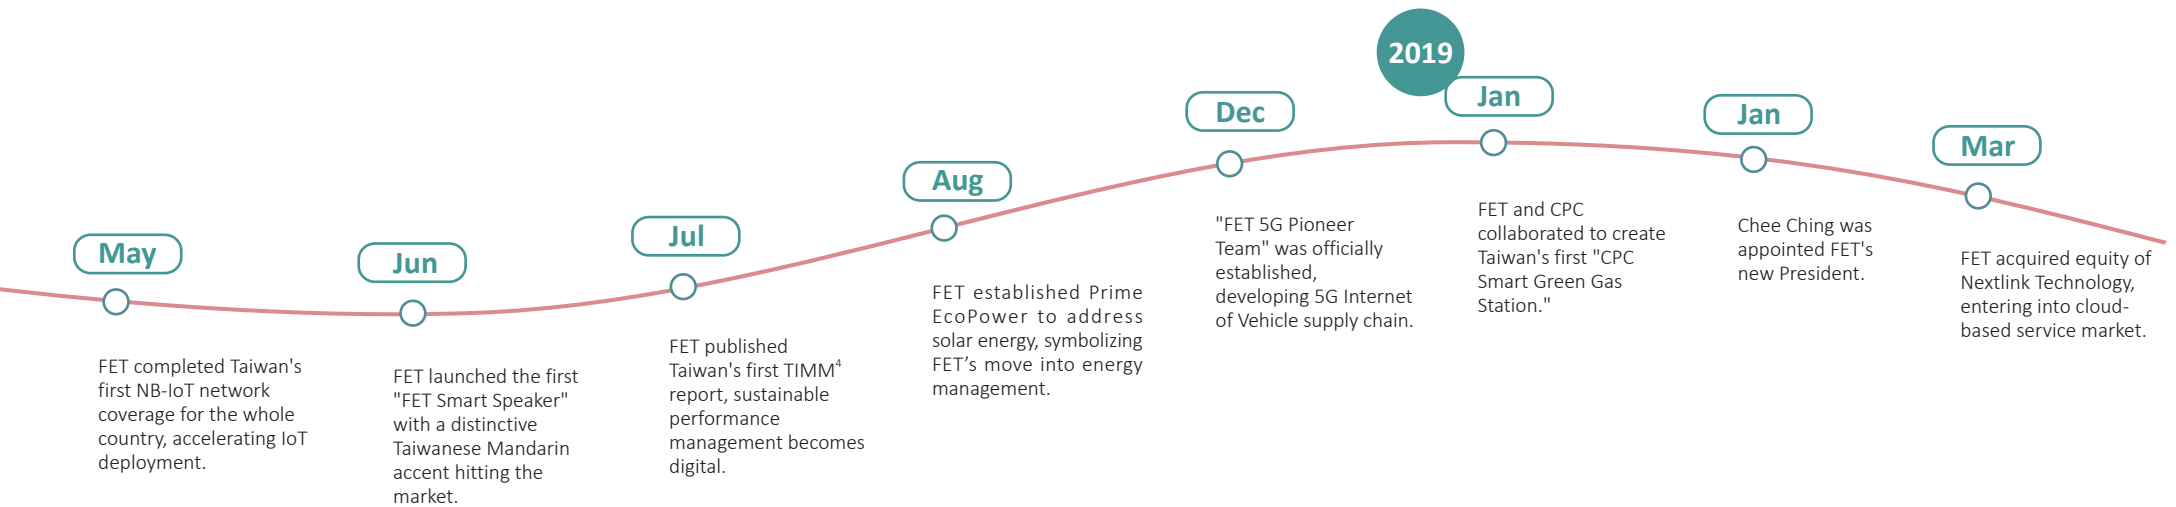 May
FET completed Taiwan's
first NB-IoT network
coverage for the whole
country, accelerating IoT
deployment.
Jun
FET launched the first
"FET Smart Speaker"
with a distinctive
Taiwanese Mandarin
accent hitting the
market.
Jul
FET published
Taiwan's first TIMM⁴
report, sustainable
performance
management becomes
digital.
Aug
FET established Prime
EcoPower to address
solar energy, symbolizing
FET’s move into energy
management.
Dec
"FET 5G Pioneer
Team" was officially
established,
developing 5G Internet
of Vehicle supply chain.
2019
Jan
FET and CPC
collaborated to create
Taiwan's first "CPC
Smart Green Gas
Station."
Jan
Chee Ching was
appointed FET's
new President.
Mar
FET acquired equity of
Nextlink Technology,
entering into cloud-
based service market.